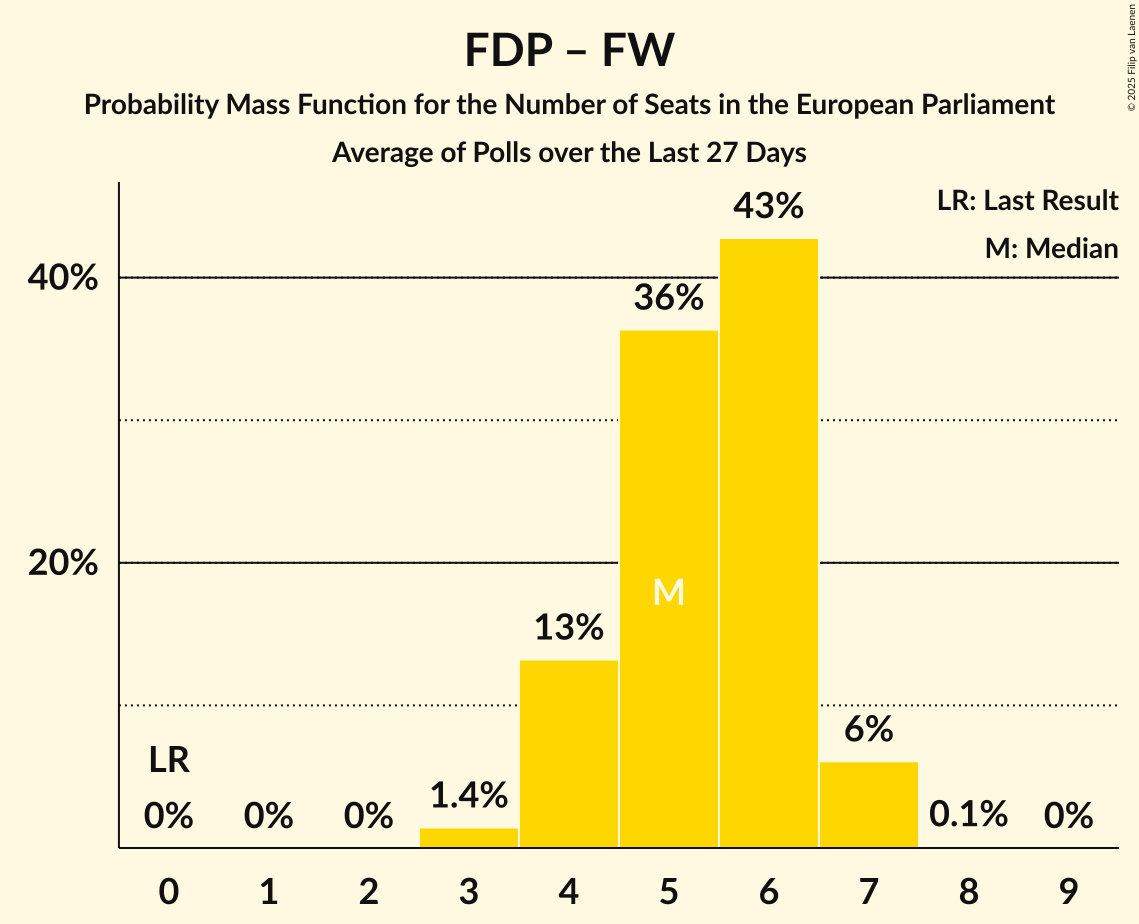 FDP – FW
Probability Mass Function for the Number of Seats in the European Parliament
Average of Polls over the Last 27 Days
© 2025 Filip van Laenen
LR: Last Result
M: Median
40%
20%
LR
0%
0%
0%
1.4%
13%
36%
M
43%
6%
0.1%
0%
0 1 2 3 4 5 6 7 8 9